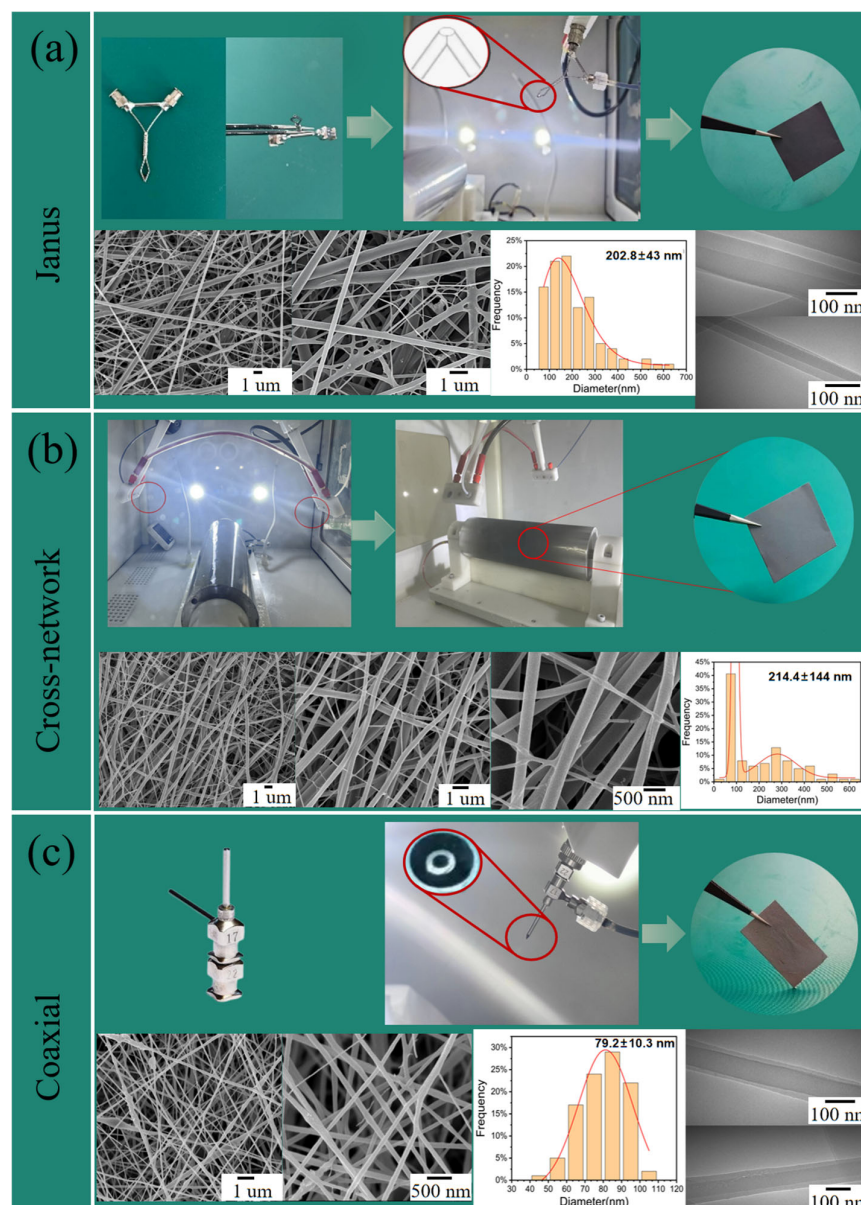 (a)
Janus
1 um
1 um
202.8±43 nm
Frequency
25%
20%
15%
10%
5%
0%
0 100 200 300 400 500 600 700
Diameter(nm)
100 nm
100 nm
(b)
Cross-network
1 um
1 um
500 nm
214.4±144 nm
Frequency
45%
40%
35%
30%
25%
20%
15%
10%
5%
0%
0 100 200 300 400 500 600
Diameter(nm)
(c)
Coaxial
17
22
1 um
500 nm
79.2±10.3 nm
Frequency
30%
25%
20%
15%
10%
5%
0%
30 40 50 60 70 80 90 100 110 120
Diameter(nm)
100 nm
100 nm